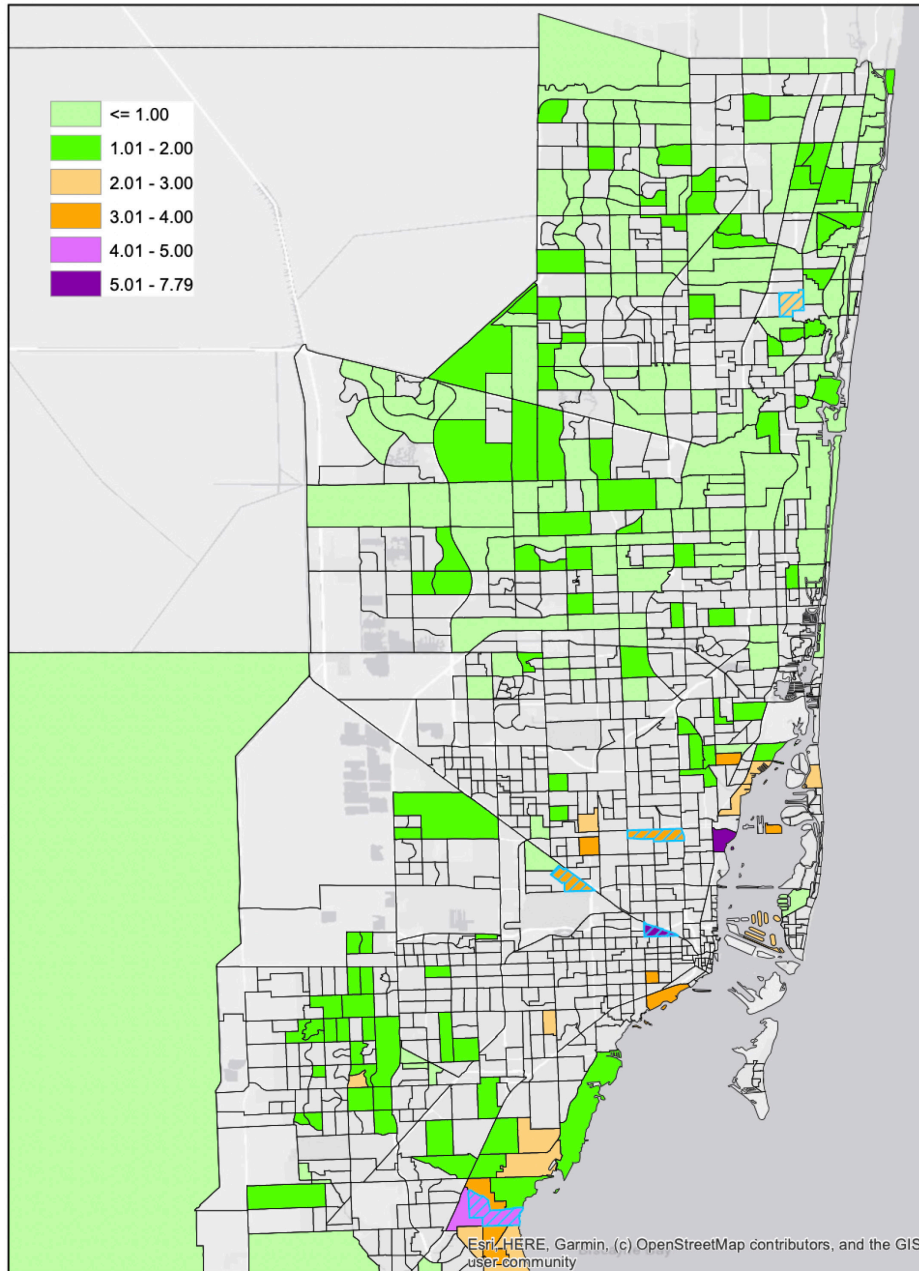 <= 1.00
1.01 - 2.00
2.01 - 3.00
3.01 - 4.00
4.01 - 5.00
5.01 - 7.79
Esri, HERE, Garmin, (c) OpenStreetMap contributors, and the GIS
user community